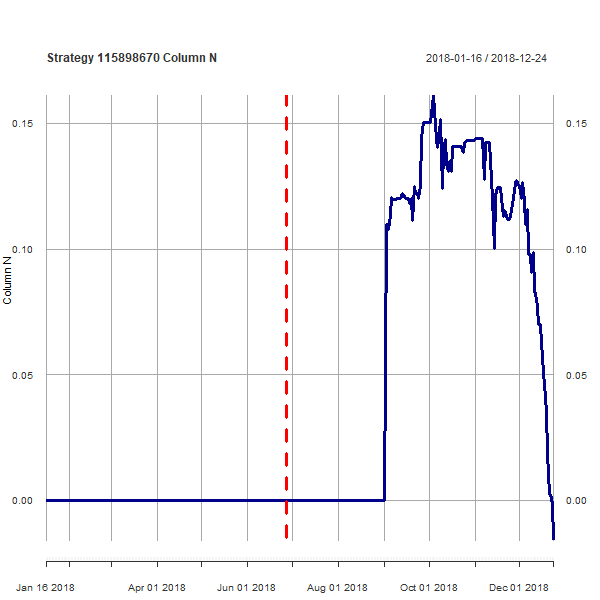 Strategy 115898670 Column N
2018-01-16 / 2018-12-24
0.15
0.15
0.10
0.10
Column N
0.05
0.05
0.00
0.00
Jan 16 2018
Apr 01 2018
Jun 01 2018
Aug 01 2018
Oct 01 2018
Dec 01 2018